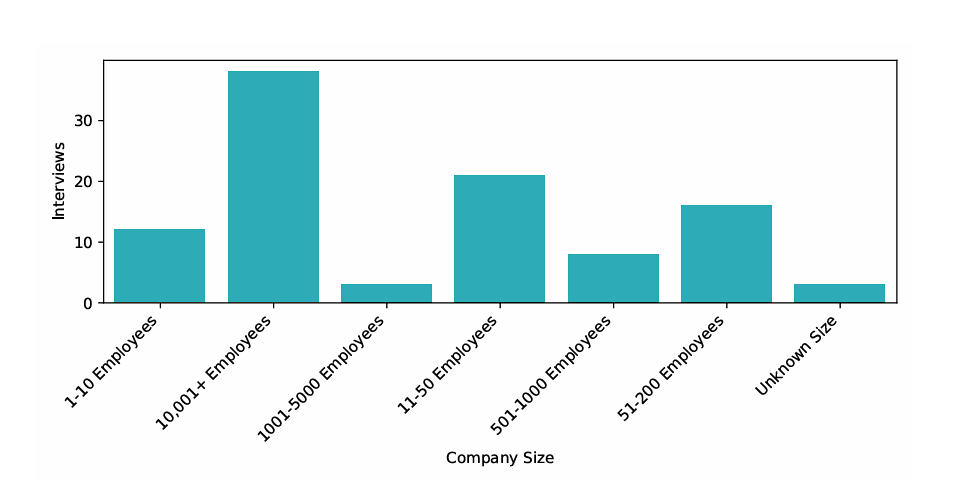 30
20
10
0
Interviews
1-10 Employees
10,001+ Employees
1001-5000 Employees
11-50 Employees
501-1000 Employees
51-200 Employees
Unknown Size
Company Size